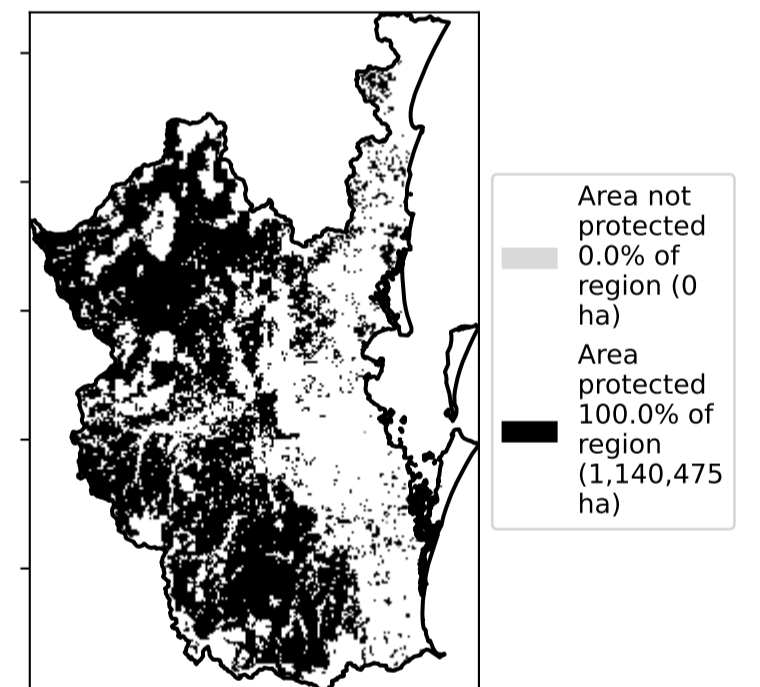 Area not
protected
0.0% of
region (0
ha)
Area
protected
100.0% of
region
(1,140,475
ha)